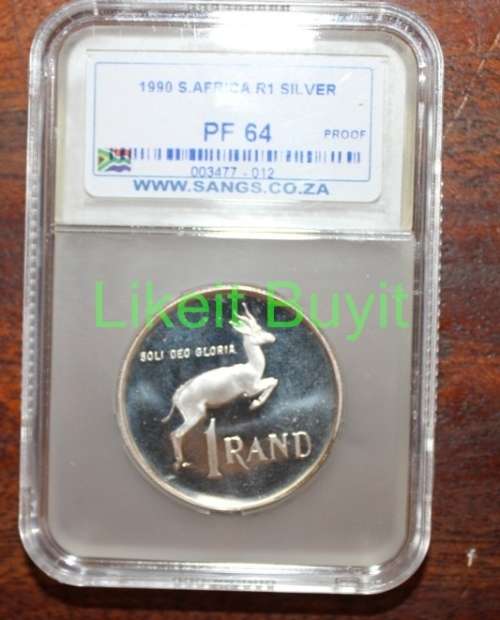 1990 S.AFRICA R1 SILVER
PF 64 PROOF
003477 - 012
WWW.SANGS.CO.ZA
Likeit Buyit
SOLI DEO GLORIA
1 RAND